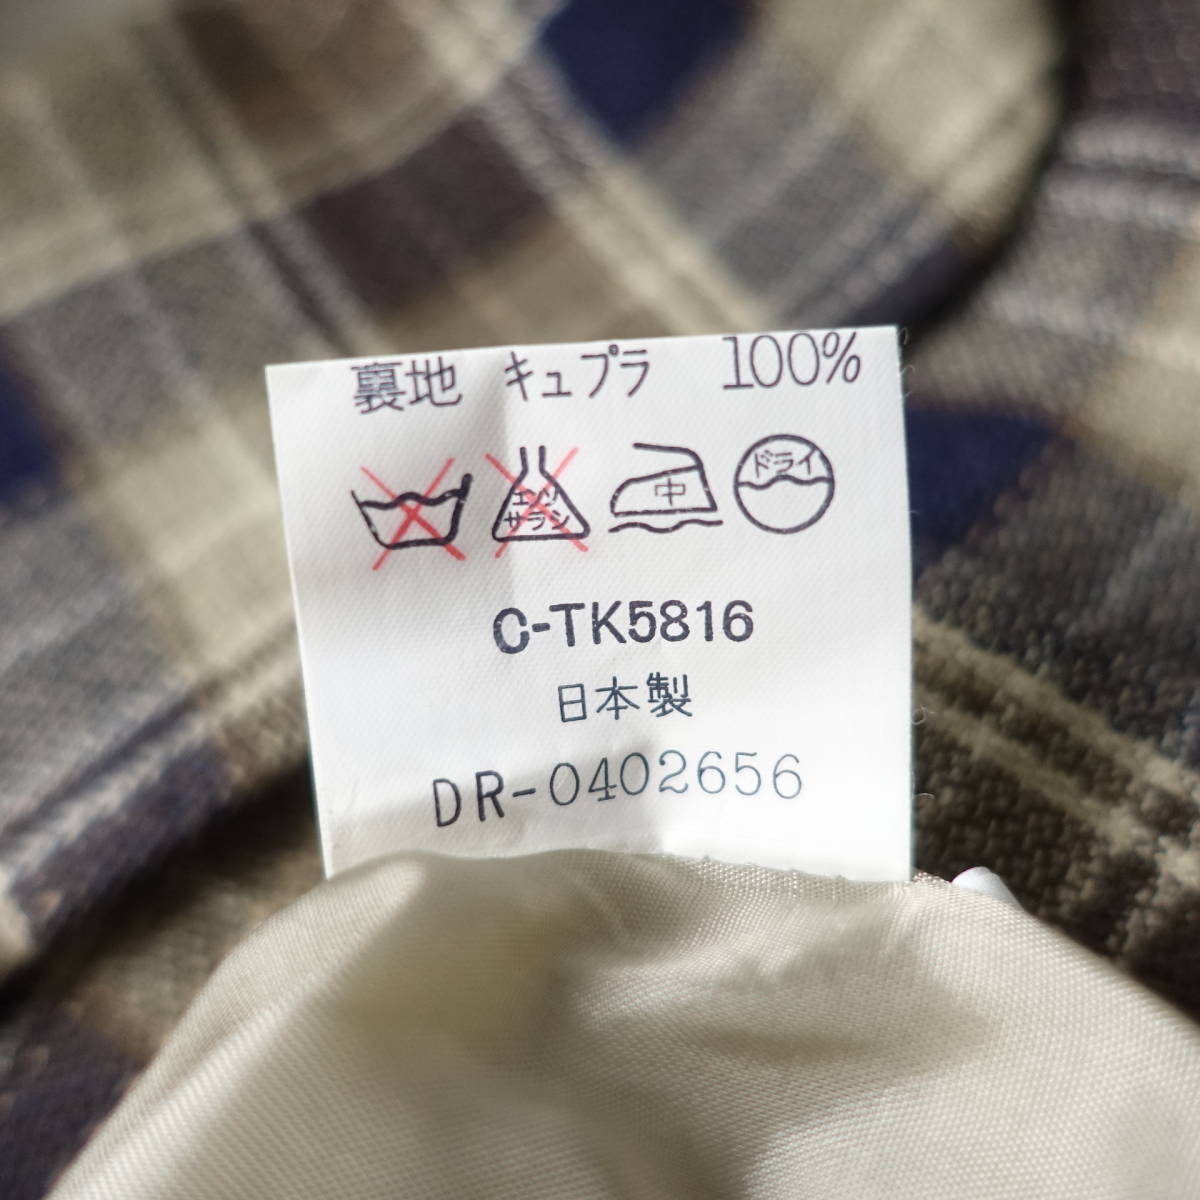 裏地 キュプラ 100%
エンソ サラシ 中 ドライ
C-TK5816
日本製
DR-0402656